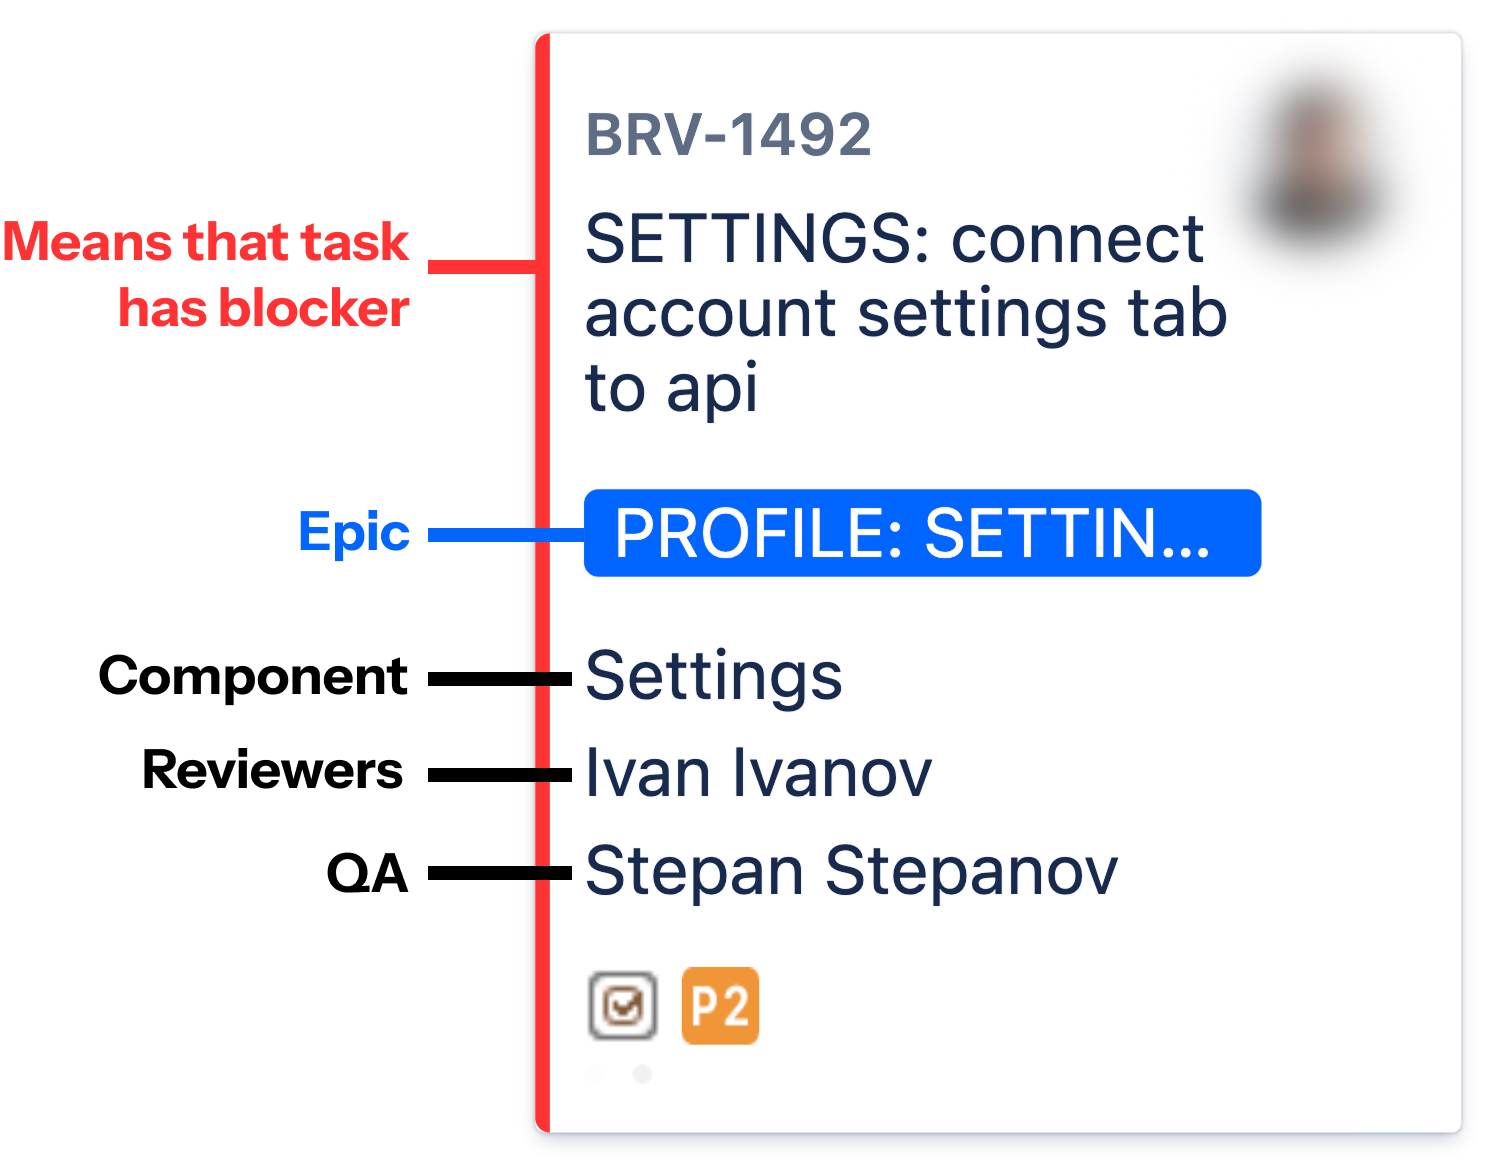 BRV-1492
SETTINGS: connect
account settings tab
to api
Means that task
has blocker
Epic
PROFILE: SETTIN...
Component
Settings
Reviewers
Ivan Ivanov
QA
Stepan Stepanov
P2